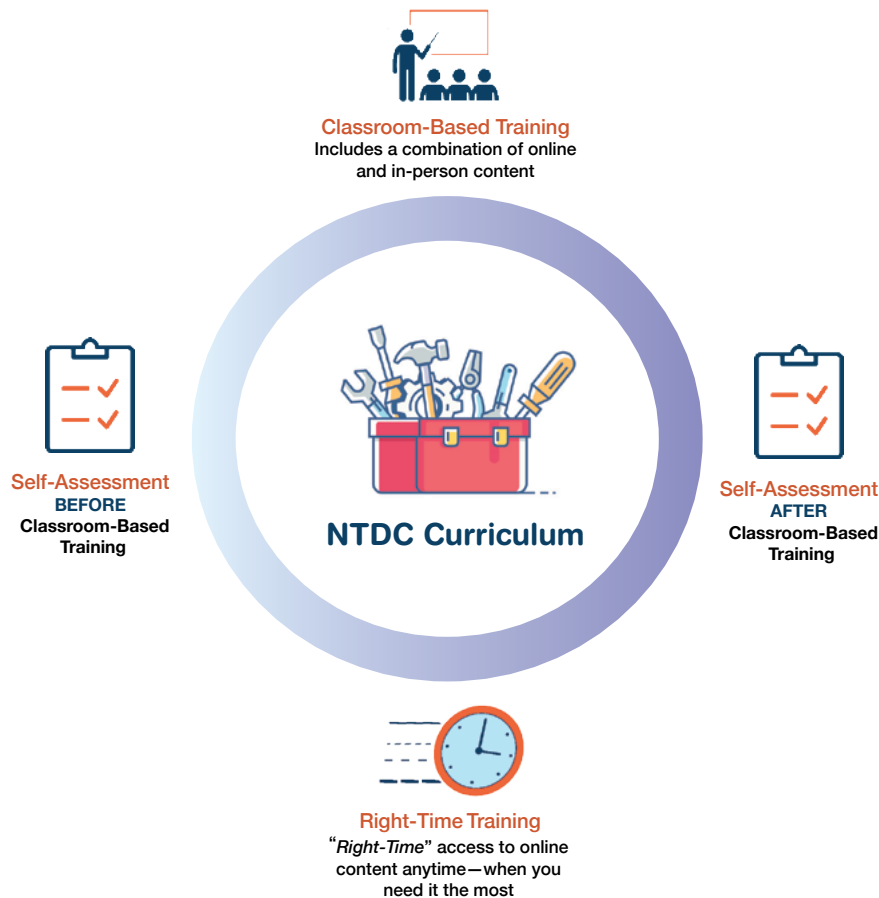 Classroom-Based Training
Includes a combination of online
and in-person content
Self-Assessment
BEFORE
Classroom-Based
Training
NTDC Curriculum
Self-Assessment
AFTER
Classroom-Based
Training
Right-Time Training
“Right-Time” access to online
content anytime—when you
need it the most